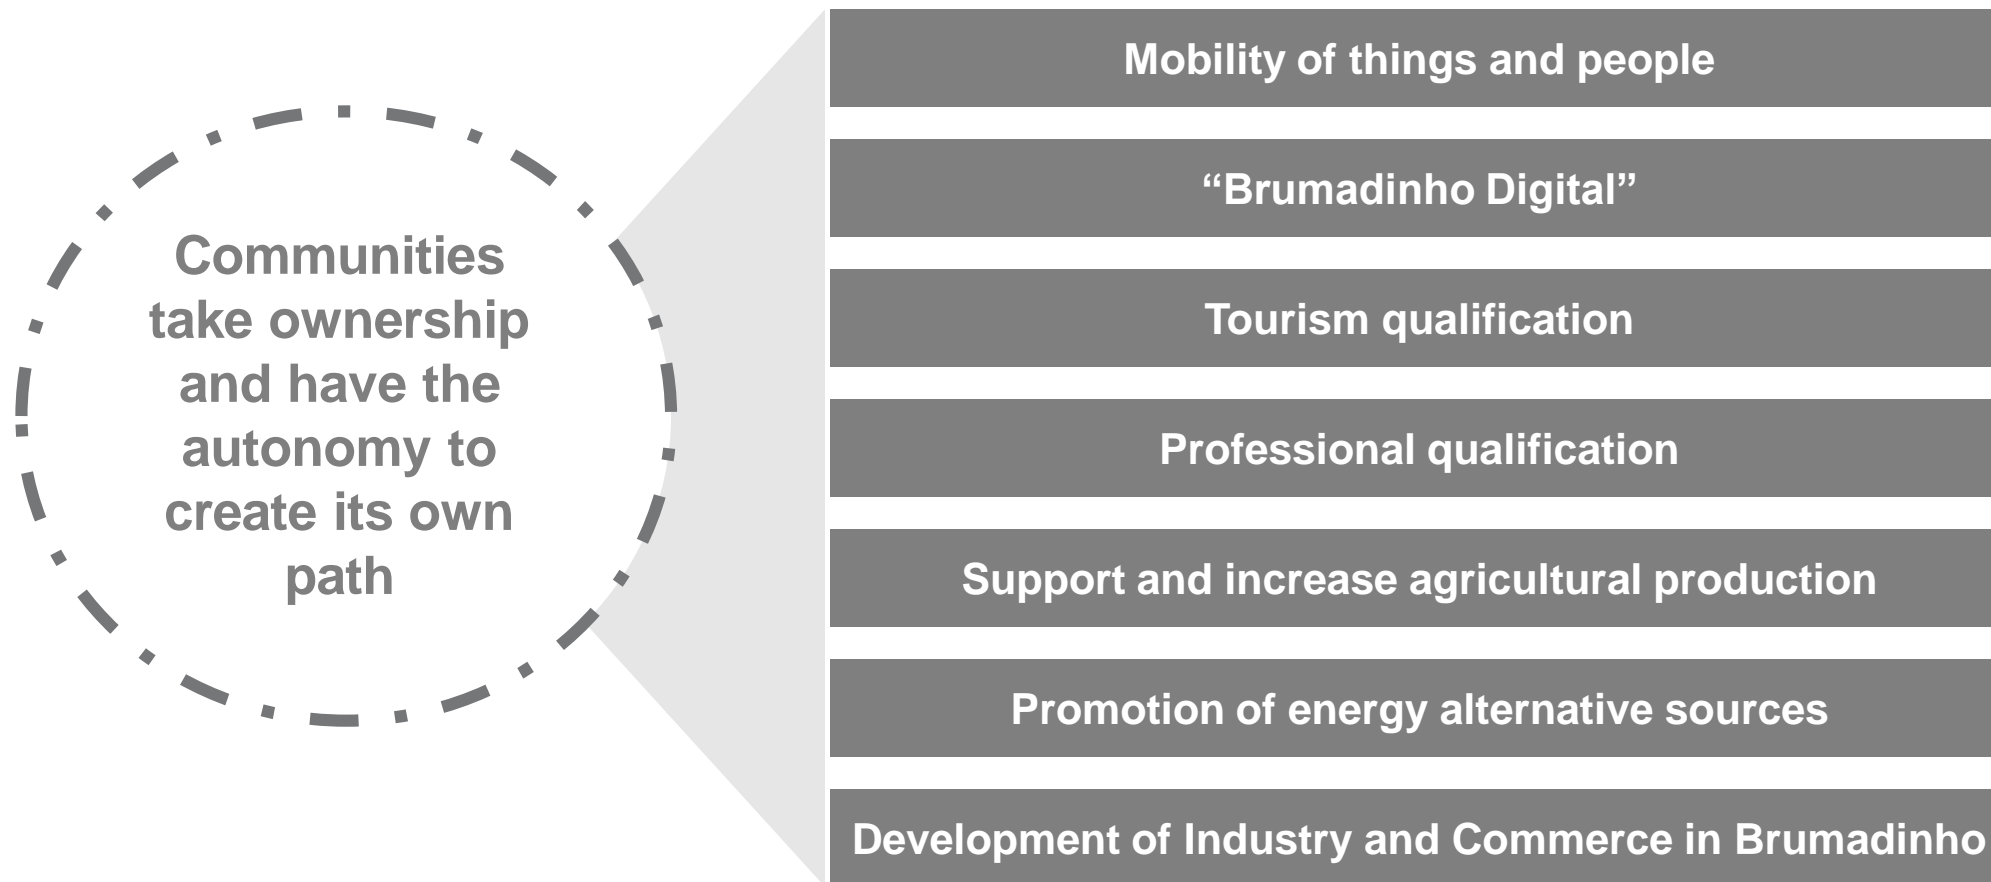 Communities
take ownership
and have the
autonomy to
create its own
path
Mobility of things and people
“Brumadinho Digital”
Tourism qualification
Professional qualification
Support and increase agricultural production
Promotion of energy alternative sources
Development of Industry and Commerce in Brumadinho